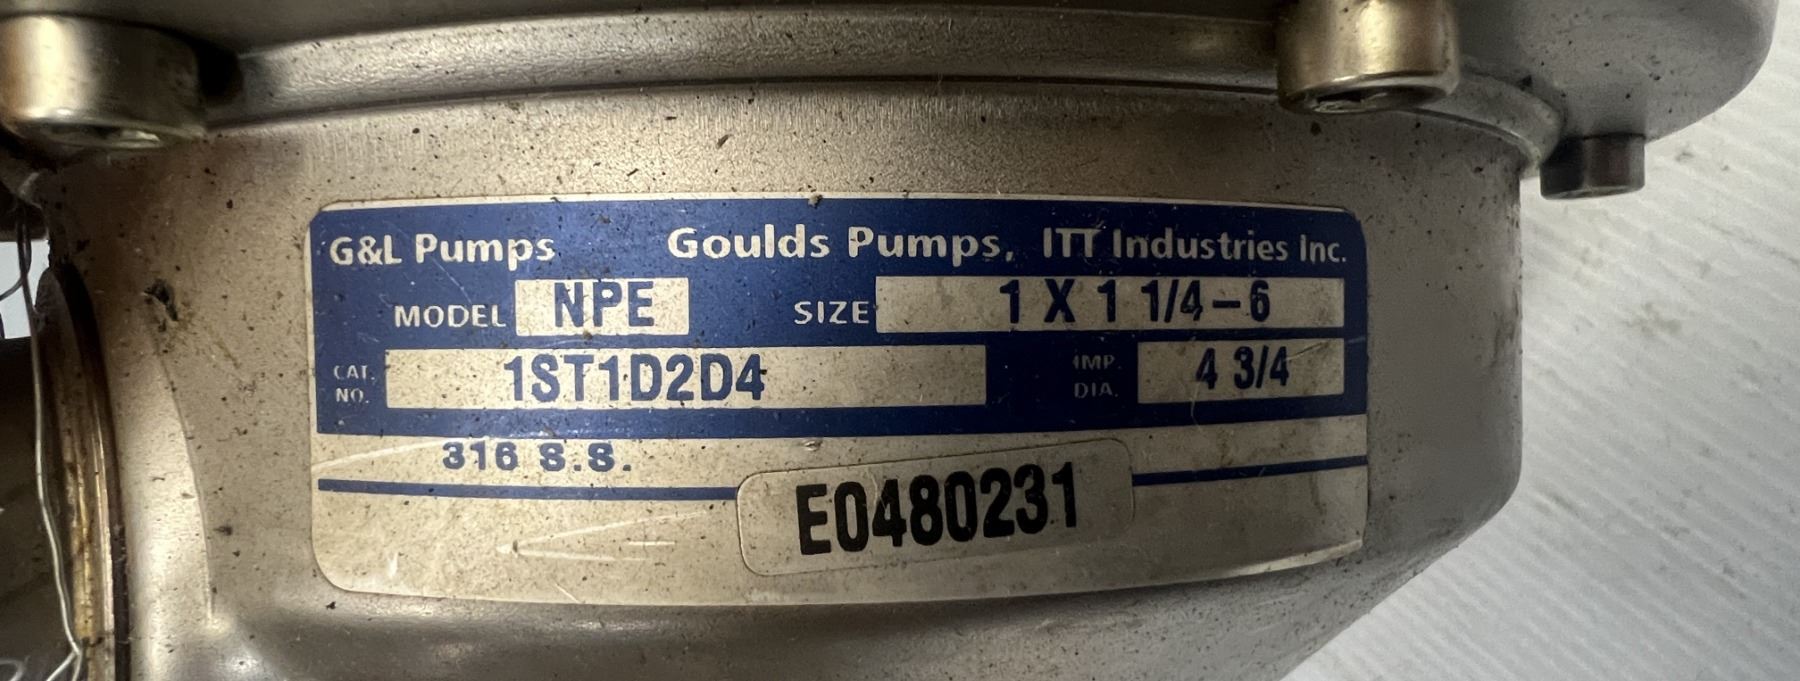 G&L Pumps Goulds Pumps, ITT Industries Inc.
MODEL NPE SIZE 1 X 1 1/4-6
CAT. NO. 1ST1D2D4 IMP. DIA. 4 3/4
316 S.S.
E0480231